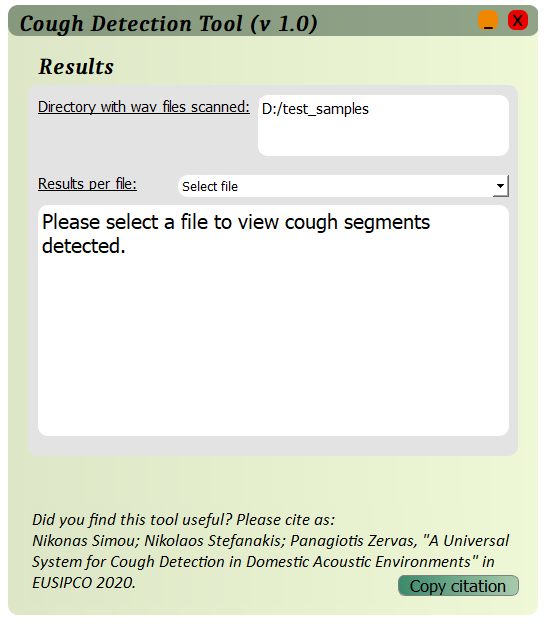 Cough Detection Tool (v 1.0)
_
X
Results
Directory with wav files scanned:
D:/test_samples
Results per file:
Select file
Please select a file to view cough segments
detected.
Did you find this tool useful? Please cite as:
Nikonas Simou; Nikolaos Stefanakis; Panagiotis Zervas, "A Universal
System for Cough Detection in Domestic Acoustic Environments" in
EUSIPCO 2020.
Copy citation